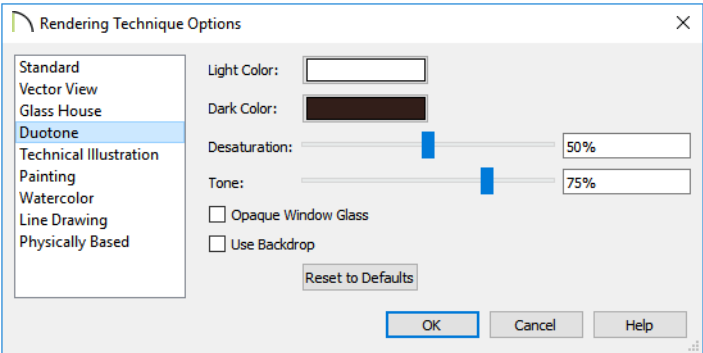 Rendering Technique Options
Standard
Vector View
Glass House
Duotone
Technical Illustration
Painting
Watercolor
Line Drawing
Physically Based
Light Color:
Dark Color:
Desaturation: 50%
Tone: 75%
Opaque Window Glass
Use Backdrop
Reset to Defaults
OK Cancel Help